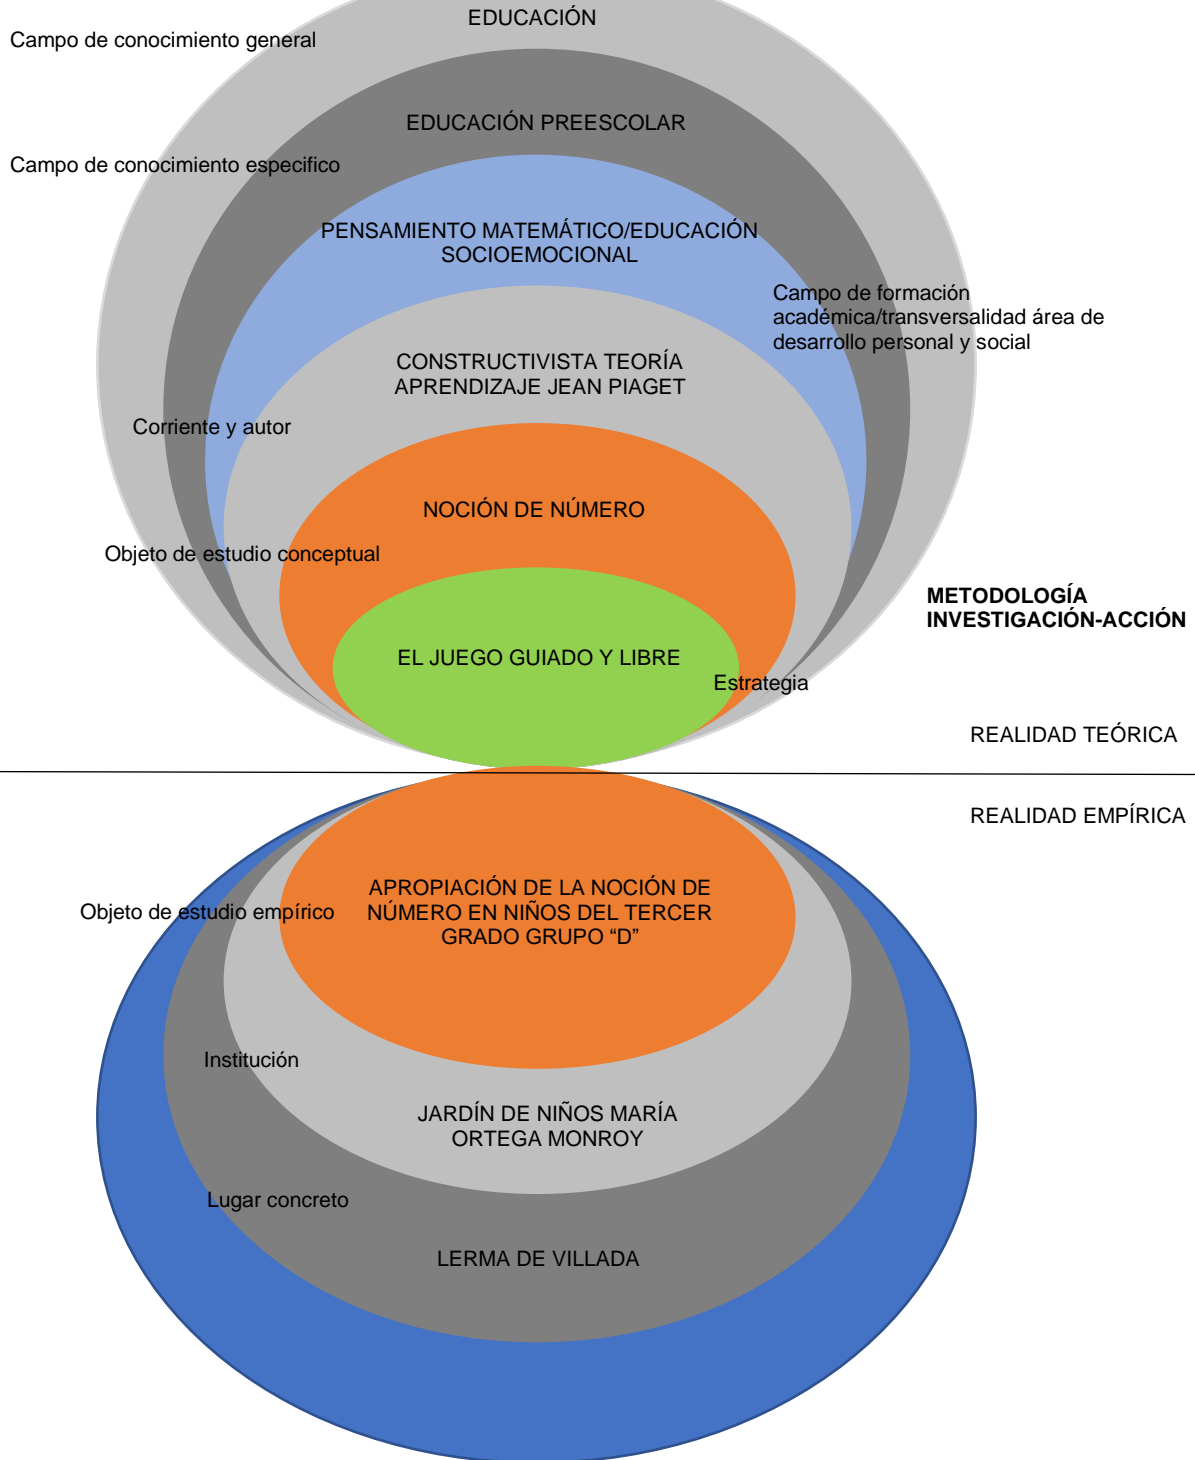 EDUCACIÓN
Campo de conocimiento general
EDUCACIÓN PREESCOLAR
Campo de conocimiento especifico
PENSAMIENTO MATEMÁTICO/EDUCACIÓN
SOCIOEMOCIONAL
Campo de formación
académica/transversalidad área de
desarrollo personal y social
CONSTRUCTIVISTA TEORÍA
APRENDIZAJE JEAN PIAGET
Corriente y autor
NOCIÓN DE NÚMERO
Objeto de estudio conceptual
METODOLOGÍA
INVESTIGACIÓN-ACCIÓN
EL JUEGO GUIADO Y LIBRE
Estrategia
REALIDAD TEÓRICA
REALIDAD EMPÍRICA
APROPIACIÓN DE LA NOCIÓN DE
NÚMERO EN NIÑOS DEL TERCER
GRADO GRUPO “D”
Objeto de estudio empírico
Institución
JARDÍN DE NIÑOS MARÍA
ORTEGA MONROY
Lugar concreto
LERMA DE VILLADA